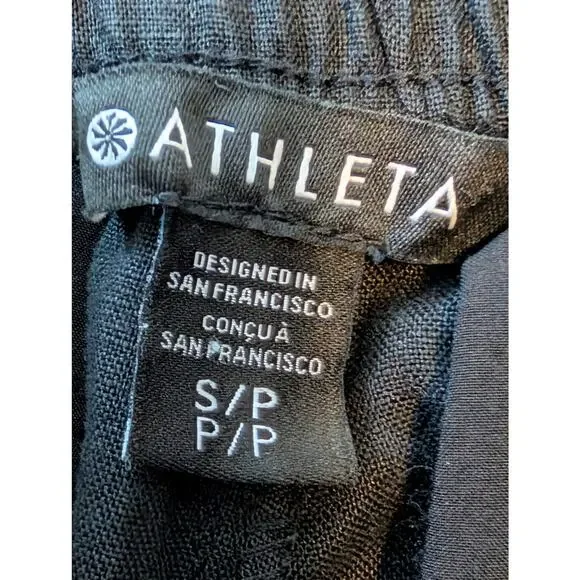 ATHLETA
DESIGNED IN
SAN FRANCISCO
CONÇU À
SAN FRANCISCO
S/P
P/P